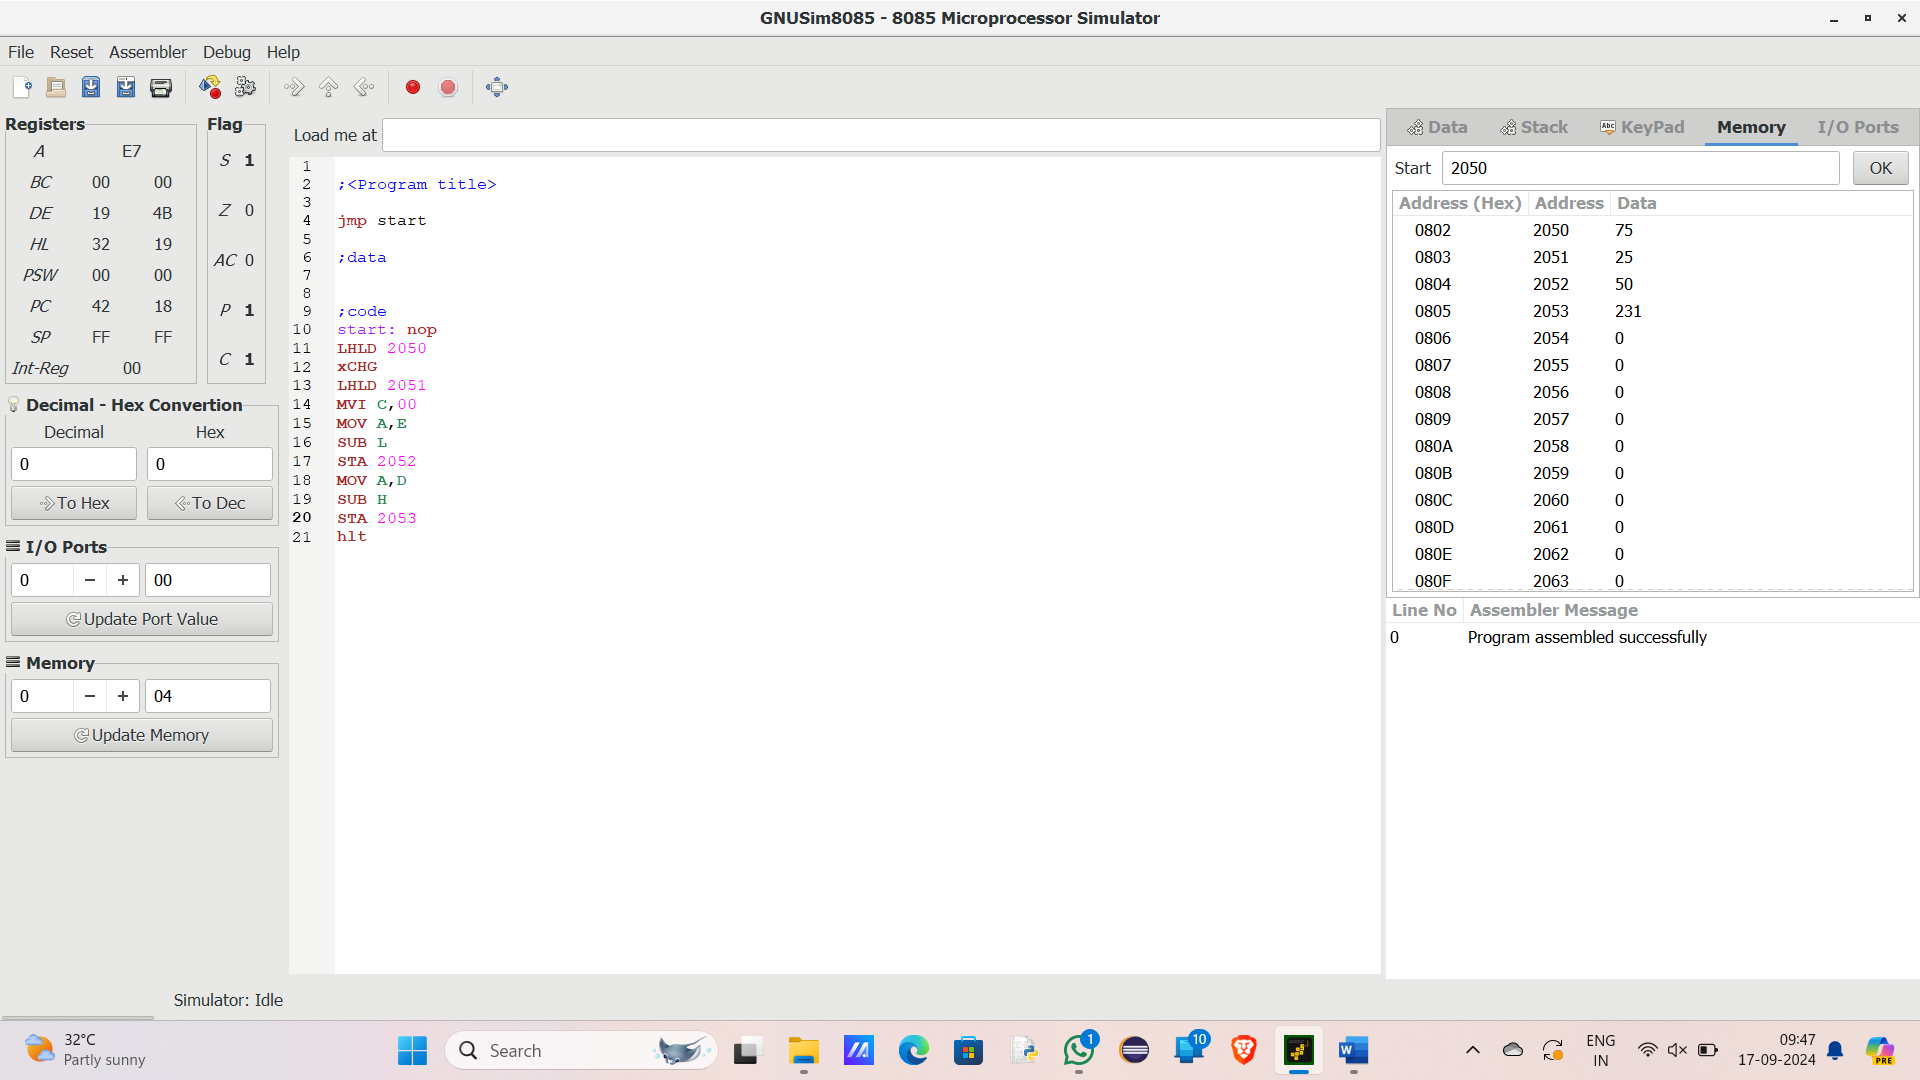 GNUSim8085 - 8085 Microprocessor Simulator
File Reset Assembler Debug Help
Registers
A E7
BC 00 00
DE 19 4B
HL 32 19
PSW 00 00
PC 42 18
SP FF FF
Int-Reg 00
Flag
S 1
Z 0
AC 0
P 1
C 1
Decimal - Hex Convertion
Decimal Hex
0 0
To Hex To Dec
I/O Ports
0 − + 00
Update Port Value
Memory
0 − + 04
Update Memory
Load me at
1
2 ;<Program title>
3
4 jmp start
5
6 ;data
7
8
9 ;code
10 start: nop
11 LHLD 2050
12 xCHG
13 LHLD 2051
14 MVI C,00
15 MOV A,E
16 SUB L
17 STA 2052
18 MOV A,D
19 SUB H
20 STA 2053
21 hlt
Data Stack Abc KeyPad Memory I/O Ports
Start 2050 OK
Address (Hex) Address Data
0802 2050 75
0803 2051 25
0804 2052 50
0805 2053 231
0806 2054 0
0807 2055 0
0808 2056 0
0809 2057 0
080A 2058 0
080B 2059 0
080C 2060 0
080D 2061 0
080E 2062 0
080F 2063 0
Line No Assembler Message
0 Program assembled successfully
Simulator: Idle
32°C
Partly sunny
Search
1
10
W
ENG
IN
09:47
17-09-2024
PRE